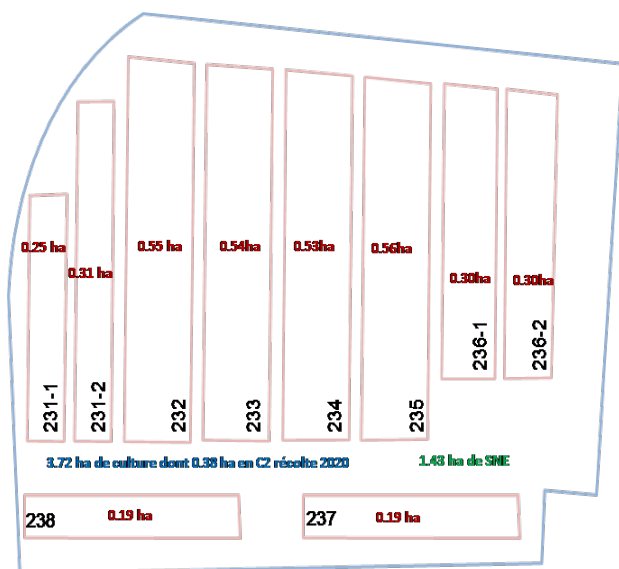 0.25 ha
0.31 ha
0.55 ha
0.54 ha
0.53ha
0.56ha
0.30ha
0.30ha
231-1
231-2
232
233
234
235
236-1
236-2
3.72 ha de culture dont 0.38 ha en C2 récolte 2020
1.43 ha de SNE
238
0.19 ha
237
0.19 ha